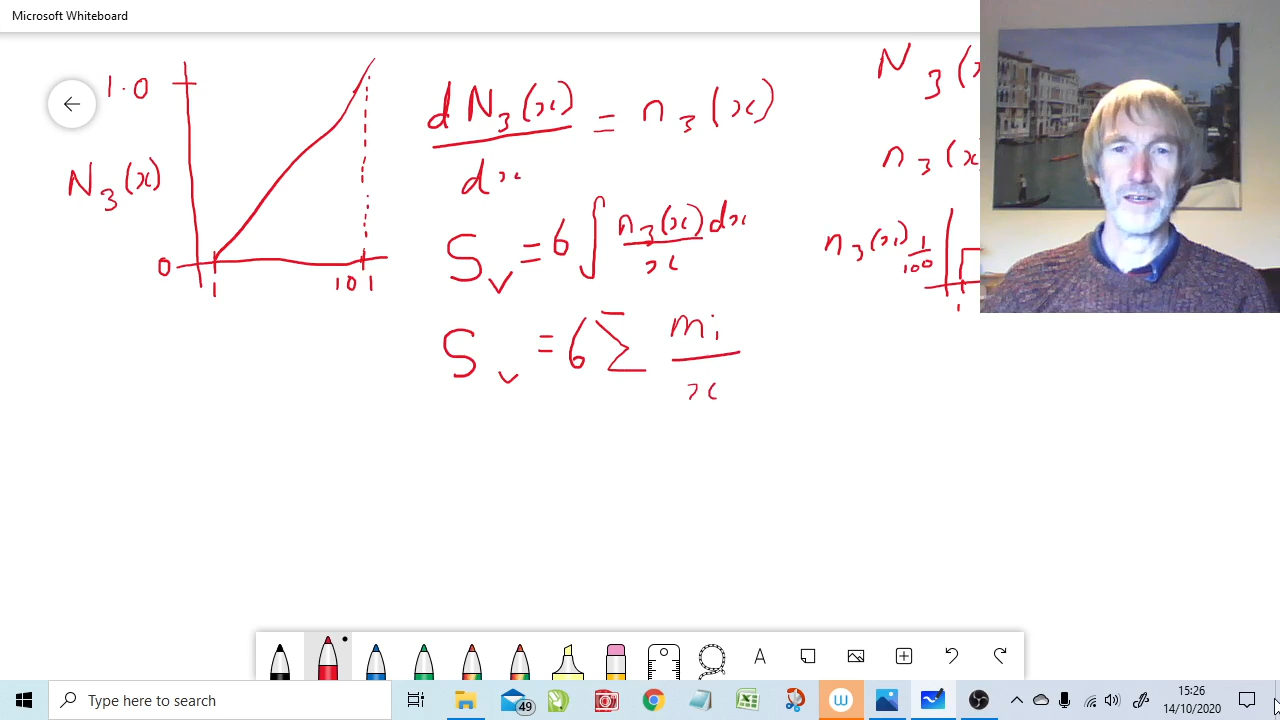 Microsoft Whiteboard
1.0
N₃(x)
0
1
101
dN₃(x)
dx
= n₃(x)
Sᵥ = 6 ∫ n₃(x) dx
x
Sᵥ = 6 Σ mᵢ
x
N₃(x
n₃(x
n₃(x) 1
100
1
A
49
Type here to search
15:26
14/10/2020